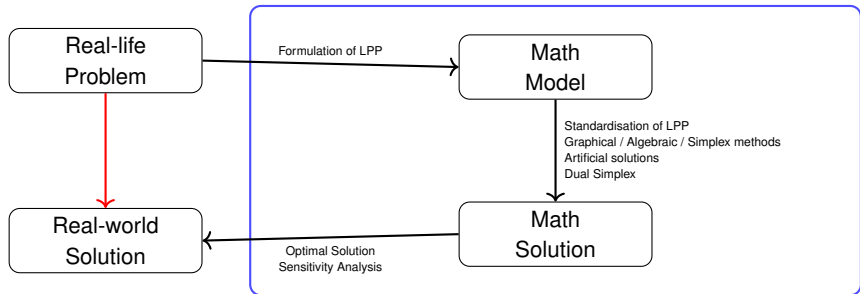 Real-life
Problem
Formulation of LPP
Math
Model
Standardisation of LPP
Graphical / Algebraic / Simplex methods
Artificial solutions
Dual Simplex
Real-world
Solution
Optimal Solution
Sensitivity Analysis
Math
Solution